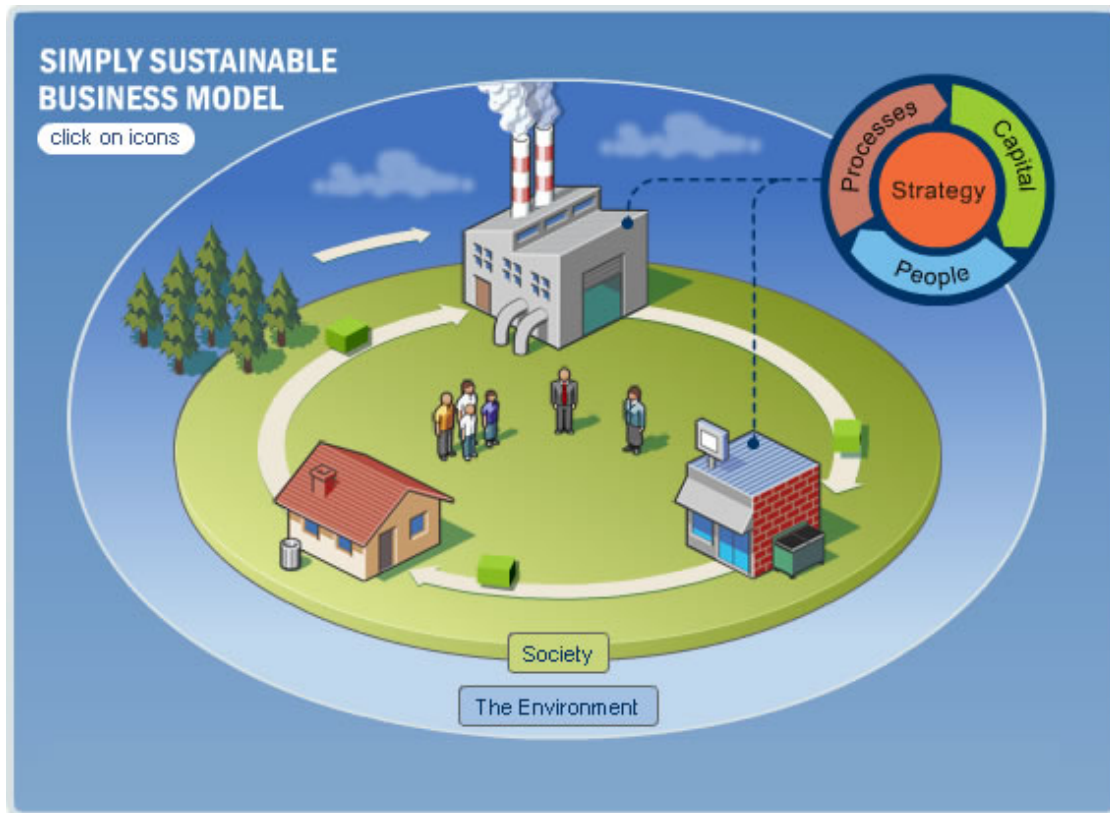 SIMPLY SUSTAINABLE
BUSINESS MODEL
click on icons
Processes
Capital
Strategy
People
Society
The Environment